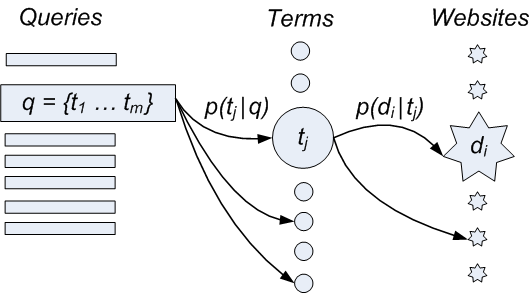 Queries Terms Websites
q = {t₁ … tₘ}
p(tⱼ|q)
p(dᵢ|tⱼ)
tⱼ
dᵢ